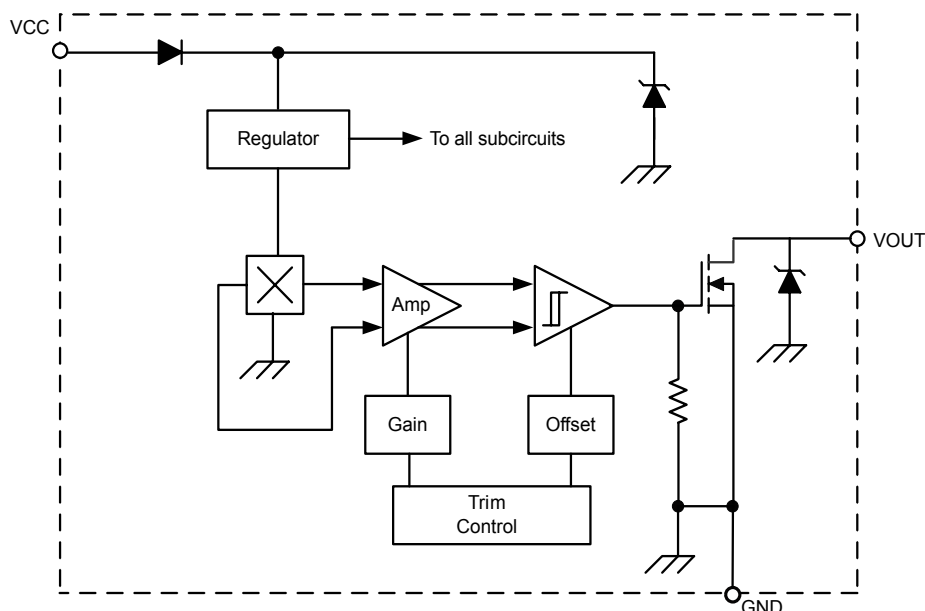 VCC
Regulator
To all subcircuits
VOUT
Amp
Gain
Offset
Trim
Control
GND